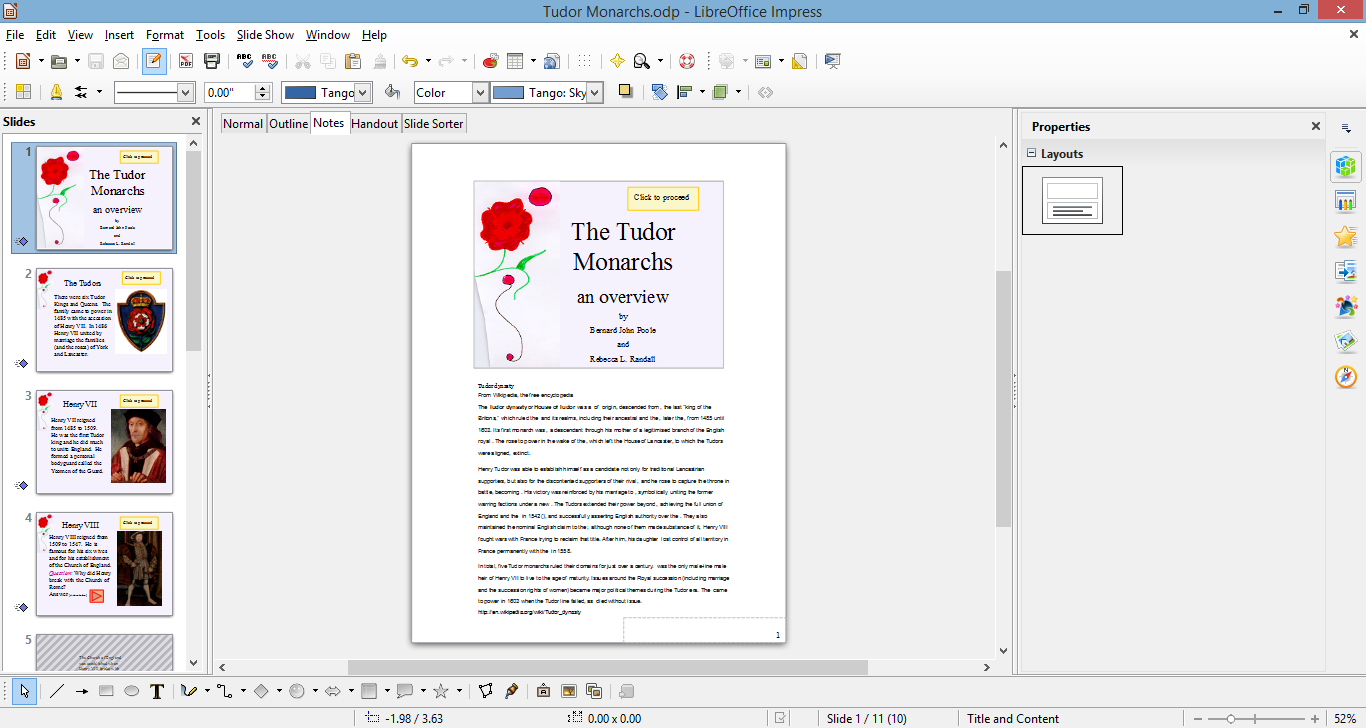 Tudor Monarchs.odp - LibreOffice Impress
File Edit View Insert Format Tools Slide Show Window Help
0.00" Tango Color Tango: Sky
Slides
Normal Outline Notes Handout Slide Sorter
Properties
Layouts
1
Click to proceed
The Tudor
Monarchs
an overview
by
Bernard John Poole
and
Rebecca L. Randall
2
Click to proceed
The Tudors
There were six Tudor
Kings and Queens. The
family came to power in
1485 with the accession
of Henry VII. In 1486
Henry VII united by
marriage the families
(and the roses) of York
and Lancaster.
3
Click to proceed
Henry VII
Henry VII reigned
from 1485 to 1509.
He was the first Tudor
king and he did much
to unite England. He
formed a personal
bodyguard called the
Yeomen of the Guard.
4
Click to proceed
Henry VIII
Henry VIII reigned from
1509 to 1547. He is
famous for his six wives
and for his establishment
of the Church of England.
Question: Why did Henry
break with the Church of
Rome?
Answer
5
The Church of England
was established when
Click to proceed
The Tudor
Monarchs
an overview
by
Bernard John Poole
and
Rebecca L. Randall
Tudor dynasty
From Wikipedia, the free encyclopedia
The Tudor dynasty or House of Tudor was a of origin, descended from, the last "king of the
Britons," which ruled the and its realms, including their ancestral and the, later the, from 1485 until
1603. Its first monarch was, a descendant through his mother of a legitimised branch of the English
royal. The rose to power in the wake of the, which left the House of Lancaster, to which the Tudors
were aligned, extinct.
Henry Tudor was able to establish himself as a candidate not only for traditional Lancastrian
supporters, but also for the discontented supporters of their rival, and he rose to capture the throne in
battle, becoming. His victory was reinforced by his marriage to, symbolically uniting the former
warring factions under a new. The Tudors extended their power beyond, achieving the full union of
England and the in 1542 (), and successfully asserting English authority over the. They also
maintained the nominal English claim to the; although none of them made substance of it, Henry VIII
fought wars with France trying to reclaim that title. After him, his daughter lost control of all territory in
France permanently with the in 1558.
In total, five Tudor monarchs ruled their domains for just over a century. was the only male-line male
heir of Henry VII to live to the age of maturity. Issues around the Royal succession (including marriage
and the succession rights of women) became major political themes during the Tudor era. The came
to power in 1603 when the Tudor line failed, as died without issue.
http://en.wikipedia.org/wiki/Tudor_dynasty
1
-1.98 / 3.63 0.00 x 0.00 Slide 1 / 11 (10) Title and Content 52%